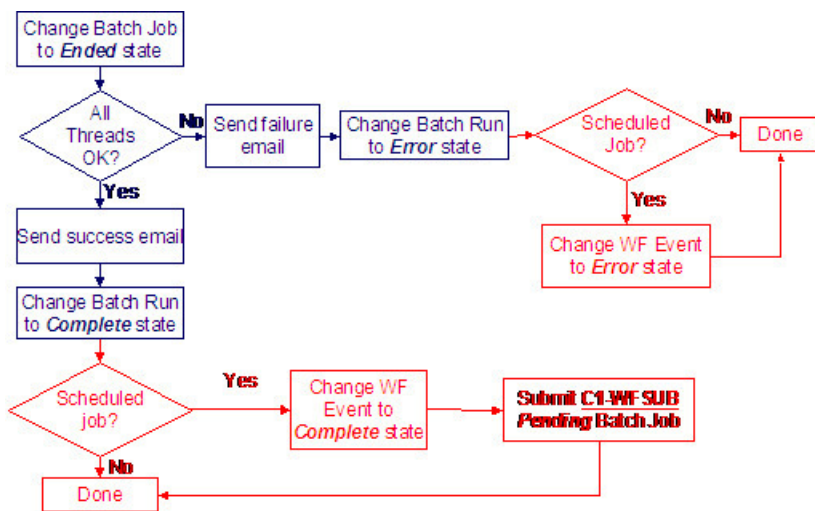 Change Batch Job
to Ended state
All
Threads
OK?
No
Send failure
email
Change Batch Run
to Error state
Scheduled
Job?
No
Done
Yes
Change WF Event
to Error state
Yes
Send success email
Change Batch Run
to Complete state
Scheduled
job?
Yes
Change WF
Event to
Complete state
Submit C1-WFSUB
Pending Batch Job
No
Done